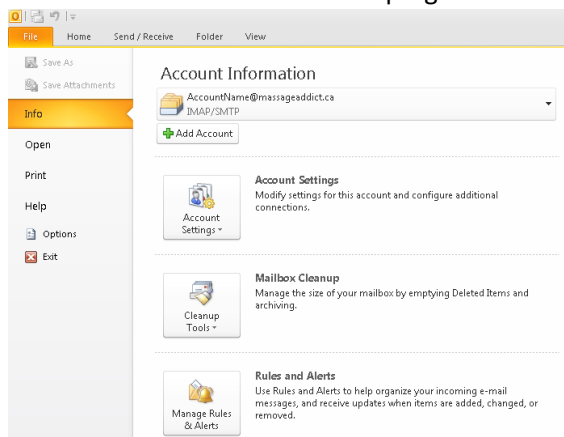 File Home Send / Receive Folder View
Save As
Save Attachments
Info
Open
Print
Help
Options
Exit
Account Information
AccountName@massageaddict.ca
IMAP/SMTP
Add Account
Account
Settings
Account Settings
Modify settings for this account and configure additional
connections.
Cleanup
Tools
Mailbox Cleanup
Manage the size of your mailbox by emptying Deleted Items and
archiving.
Manage Rules
& Alerts
Rules and Alerts
Use Rules and Alerts to help organize your incoming e-mail
messages, and receive updates when items are added, changed, or
removed.